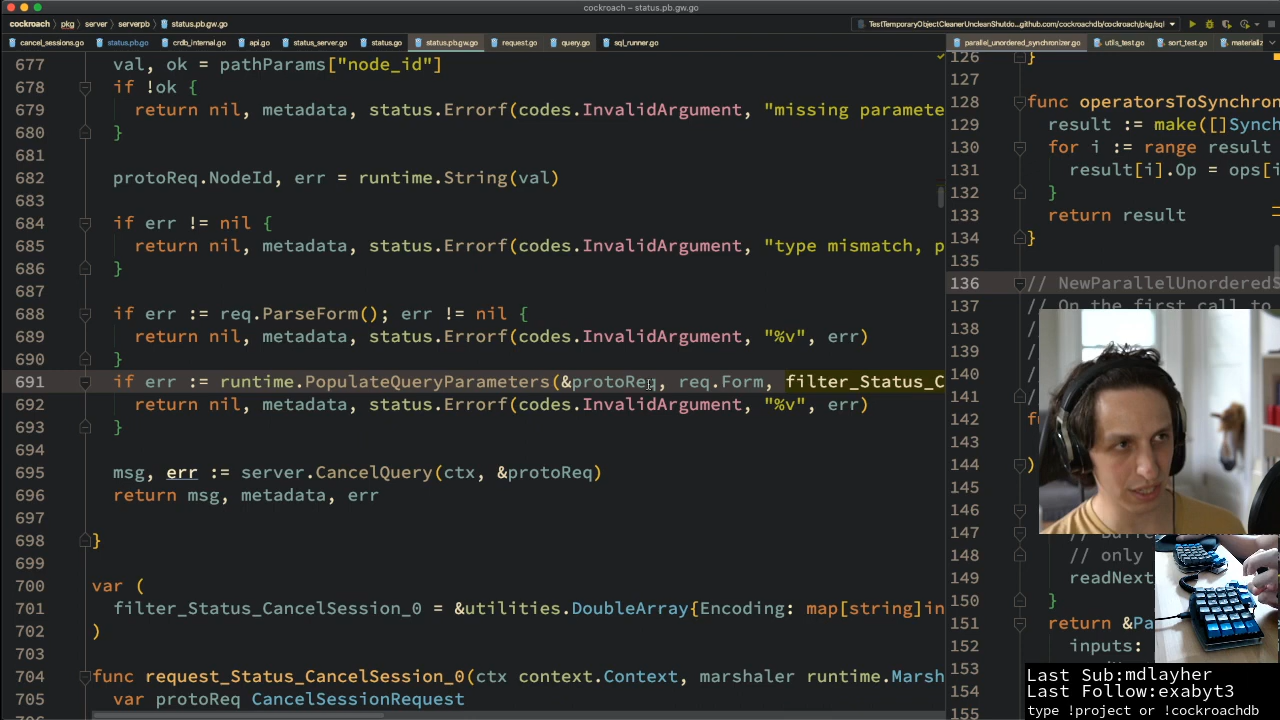 cockroach – status.pb.gw.go
cockroach › pkg › server › serverpb › status.pb.gw.go
TestTemporaryObjectCleanerUncleanShutdo...github.com/cockroachdb/cockroach/pkg/sql
cancel_sessions.go status.pb.go crdb_internal.go api.go status_server.go status.go status.pb.gw.go request.go query.go sql_runner.go
parallel_unordered_synchronizer.go utils_test.go sort_test.go materializ
677 val, ok = pathParams["node_id"]
678 if !ok {
679 return nil, metadata, status.Errorf(codes.InvalidArgument, "missing paramete
680 }
681
682 protoReq.NodeId, err = runtime.String(val)
683
684 if err != nil {
685 return nil, metadata, status.Errorf(codes.InvalidArgument, "type mismatch, p
686 }
687
688 if err := req.ParseForm(); err != nil {
689 return nil, metadata, status.Errorf(codes.InvalidArgument, "%v", err)
690 }
691 if err := runtime.PopulateQueryParameters(&protoReq, req.Form, filter_Status_C
692 return nil, metadata, status.Errorf(codes.InvalidArgument, "%v", err)
693 }
694
695 msg, err := server.CancelQuery(ctx, &protoReq)
696 return msg, metadata, err
697
698 }
699
700 var (
701 filter_Status_CancelSession_0 = &utilities.DoubleArray{Encoding: map[string]in
702 )
703
704 func request_Status_CancelSession_0(ctx context.Context, marshaler runtime.Marsh
705 var protoReq CancelSessionRequest
126 }
127
128 func operatorsToSynchron
129 result := make([]Synch
130 for i := range result
131 result[i].Op = ops[i
132 }
133 return result
134 }
135
136 // NewParallelUnorderedS
137 // On the first call to
138 /
139 /
140 /
141 /
142 fu
143
144 )
145
146
147 // Buffe
148 // only
149 readNext
150 }
151 return &Pa
152 inputs:
153
154
155
Last Sub:mdlayher
Last Follow:exabyt3
type !project or !cockroachdb